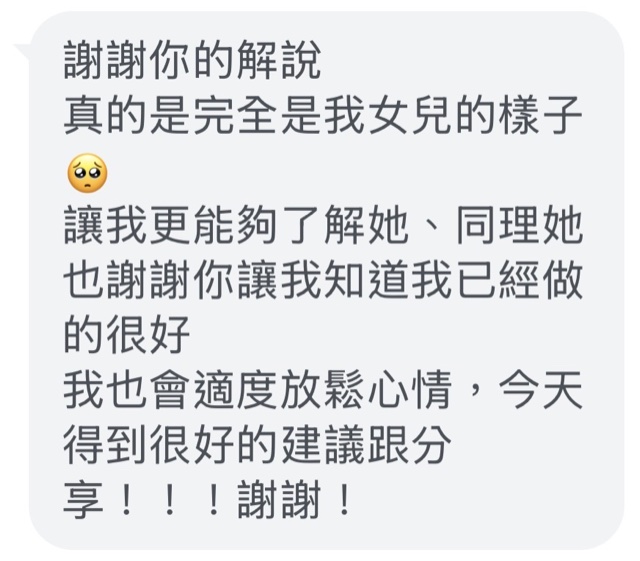 謝謝你的解說
真的是完全是我女兒的樣子
🥺
讓我更能夠了解她、同理她
也謝謝你讓我知道我已經做
的很好
我也會適度放鬆心情，今天
得到很好的建議跟分
享！！！謝謝！